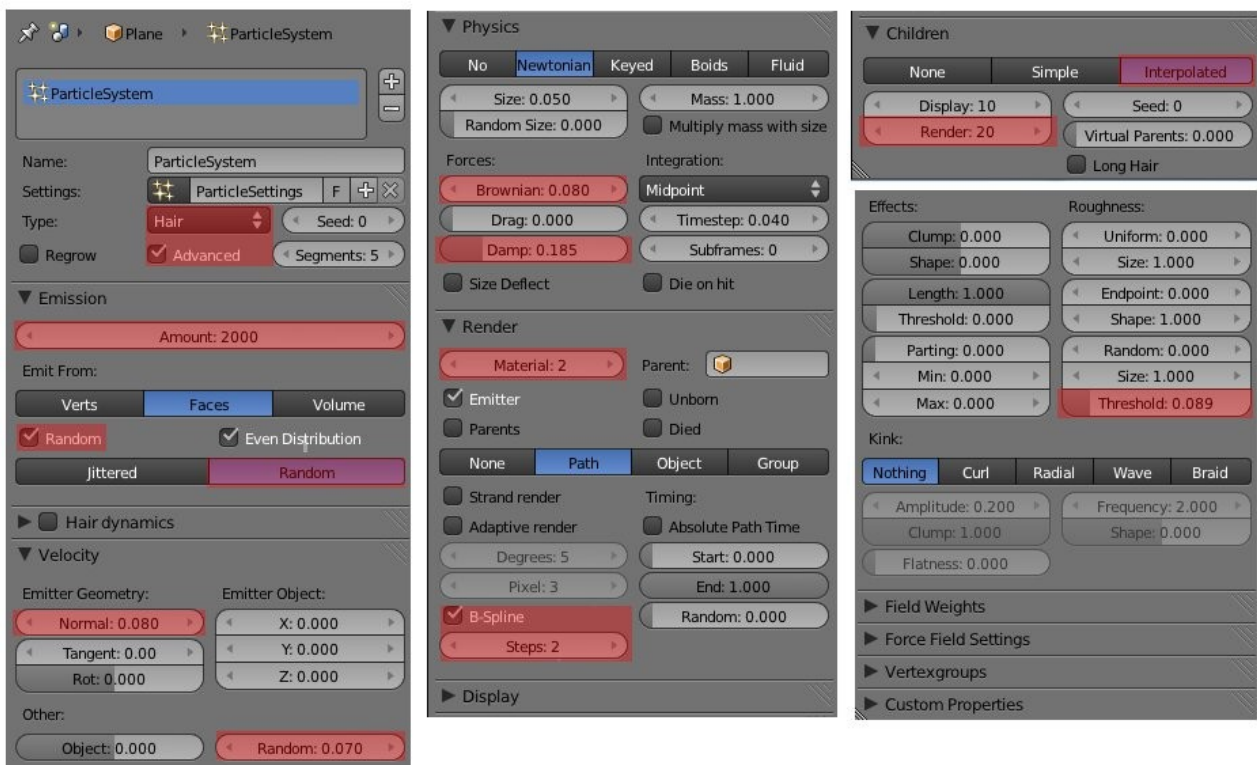 Plane ParticleSystem
ParticleSystem
Name: ParticleSystem
Settings: ParticleSettings F
Type: Hair Seed: 0
Regrow Advanced Segments: 5
Emission
Amount: 2000
Emit From:
Verts Faces Volume
Random Even Distribution
Jittered Random
Hair dynamics
Velocity
Emitter Geometry: Emitter Object:
Normal: 0.080 X: 0.000
Tangent: 0.00 Y: 0.000
Rot: 0.000 Z: 0.000
Other:
Object: 0.000 Random: 0.070
Physics
No Newtonian Keyed Boids Fluid
Size: 0.050 Mass: 1.000
Random Size: 0.000 Multiply mass with size
Forces: Integration:
Brownian: 0.080 Midpoint
Drag: 0.000 Timestep: 0.040
Damp: 0.185 Subframes: 0
Size Deflect Die on hit
Render
Material: 2 Parent:
Emitter Unborn
Parents Died
None Path Object Group
Strand render Timing:
Adaptive render Absolute Path Time
Degrees: 5 Start: 0.000
Pixel: 3 End: 1.000
B-Spline Random: 0.000
Steps: 2
Display
Children
None Simple Interpolated
Display: 10 Seed: 0
Render: 20 Virtual Parents: 0.000
Long Hair
Effects: Roughness:
Clump: 0.000 Uniform: 0.000
Shape: 0.000 Size: 1.000
Length: 1.000 Endpoint: 0.000
Threshold: 0.000 Shape: 1.000
Parting: 0.000 Random: 0.000
Min: 0.000 Size: 1.000
Max: 0.000 Threshold: 0.089
Kink:
Nothing Curl Radial Wave Braid
Amplitude: 0.200 Frequency: 2.000
Clump: 1.000 Shape: 0.000
Flatness: 0.000
Field Weights
Force Field Settings
Vertexgroups
Custom Properties